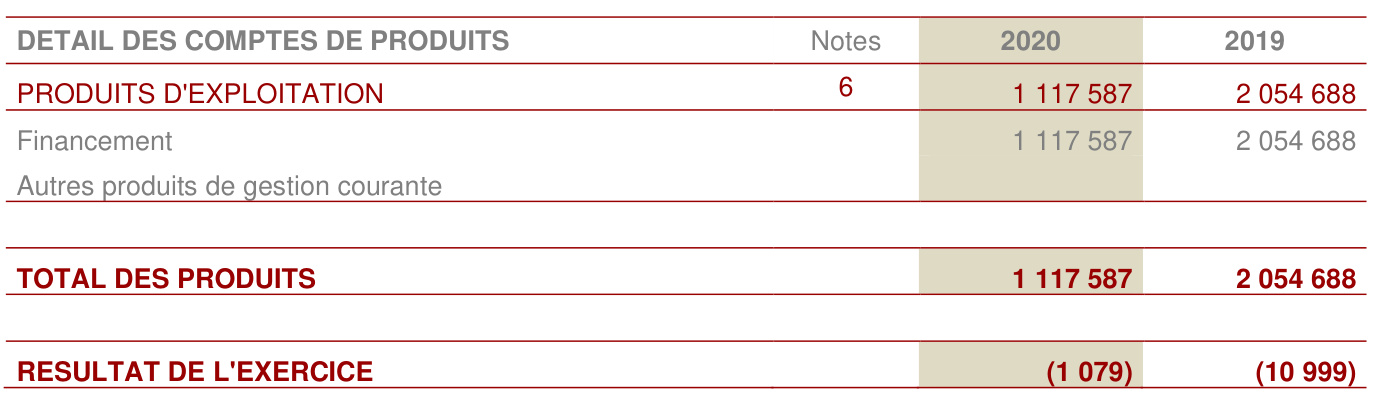 DETAIL DES COMPTES DE PRODUITS Notes 2020 2019
PRODUITS D'EXPLOITATION 6 1 117 587 2 054 688
Financement 1 117 587 2 054 688
Autres produits de gestion courante
TOTAL DES PRODUITS 1 117 587 2 054 688
RESULTAT DE L'EXERCICE (1 079) (10 999)